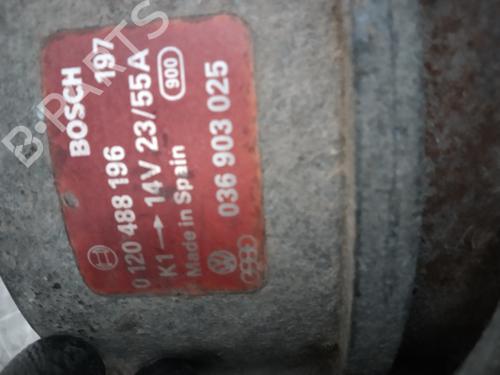 BOSCH 197
0 120 488 196
K1 → 14V 23/55A 900
Made in Spain
036 903 025
B-PARTS